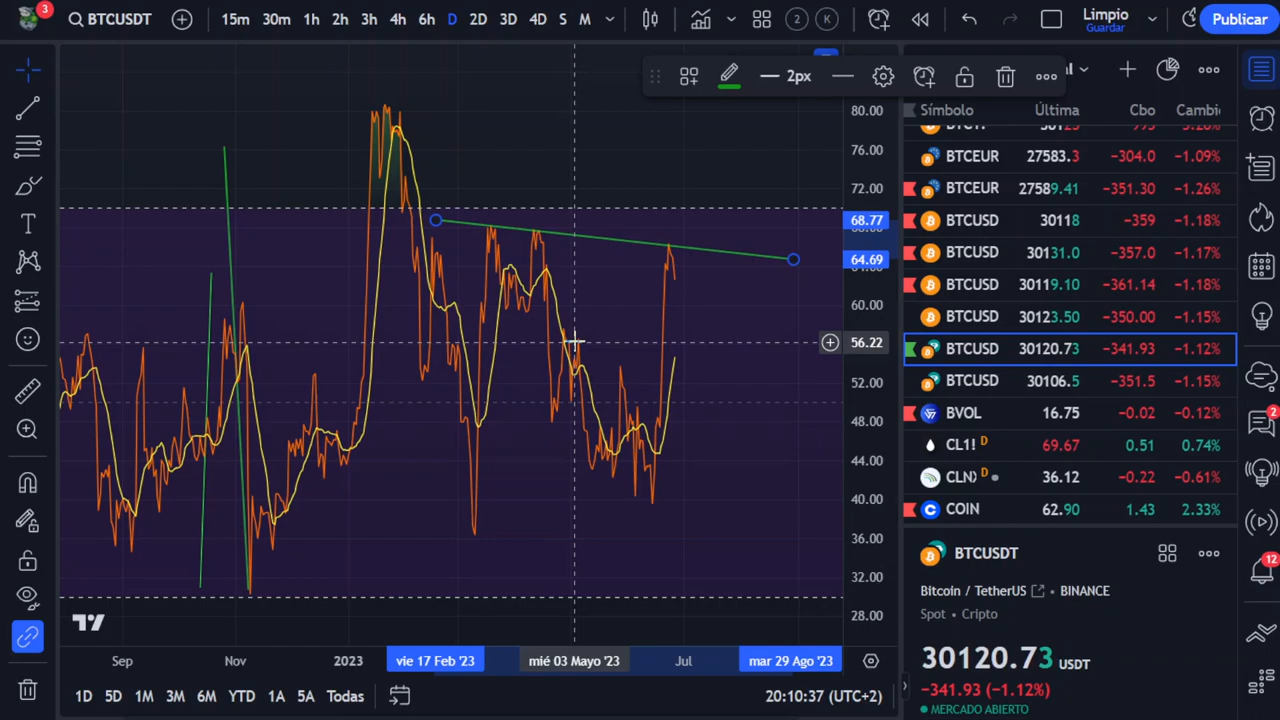 3
BTCUSDT
15m 30m 1h 2h 3h 4h 6h D 2D 3D 4D S M
2
K
Limpio
Guardar
Publicar
2px
Símbolo Última Cbo Cambio
BTCEUR 27583.3 −304.0 −1.09%
BTCEUR 27589.41 −351.30 −1.26%
BTCUSD 30118 −359 −1.18%
BTCUSD 30131.0 −357.0 −1.17%
BTCUSD 30119.10 −361.14 −1.18%
BTCUSD 30123.50 −350.00 −1.15%
BTCUSD 30120.73 −341.93 −1.12%
BTCUSD 30106.5 −351.5 −1.15%
BVOL 16.75 −0.02 −0.12%
CL1! D 69.67 0.51 0.74%
CLN D 36.12 −0.22 −0.61%
COIN 62.90 1.43 2.33%
80.00
76.00
72.00
68.77
64.69
60.00
56.22
52.00
48.00
44.00
40.00
36.00
32.00
28.00
2
12
BTCUSDT
Bitcoin / TetherUS • BINANCE
Spot • Cripto
30120.73 USDT
−341.93 (−1.12%)
MERCADO ABIERTO
Sep Nov 2023 vie 17 Feb '23 mié 03 Mayo '23 Jul mar 29 Ago '23
1D 5D 1M 3M 6M YTD 1A 5A Todas
20:10:37 (UTC+2)